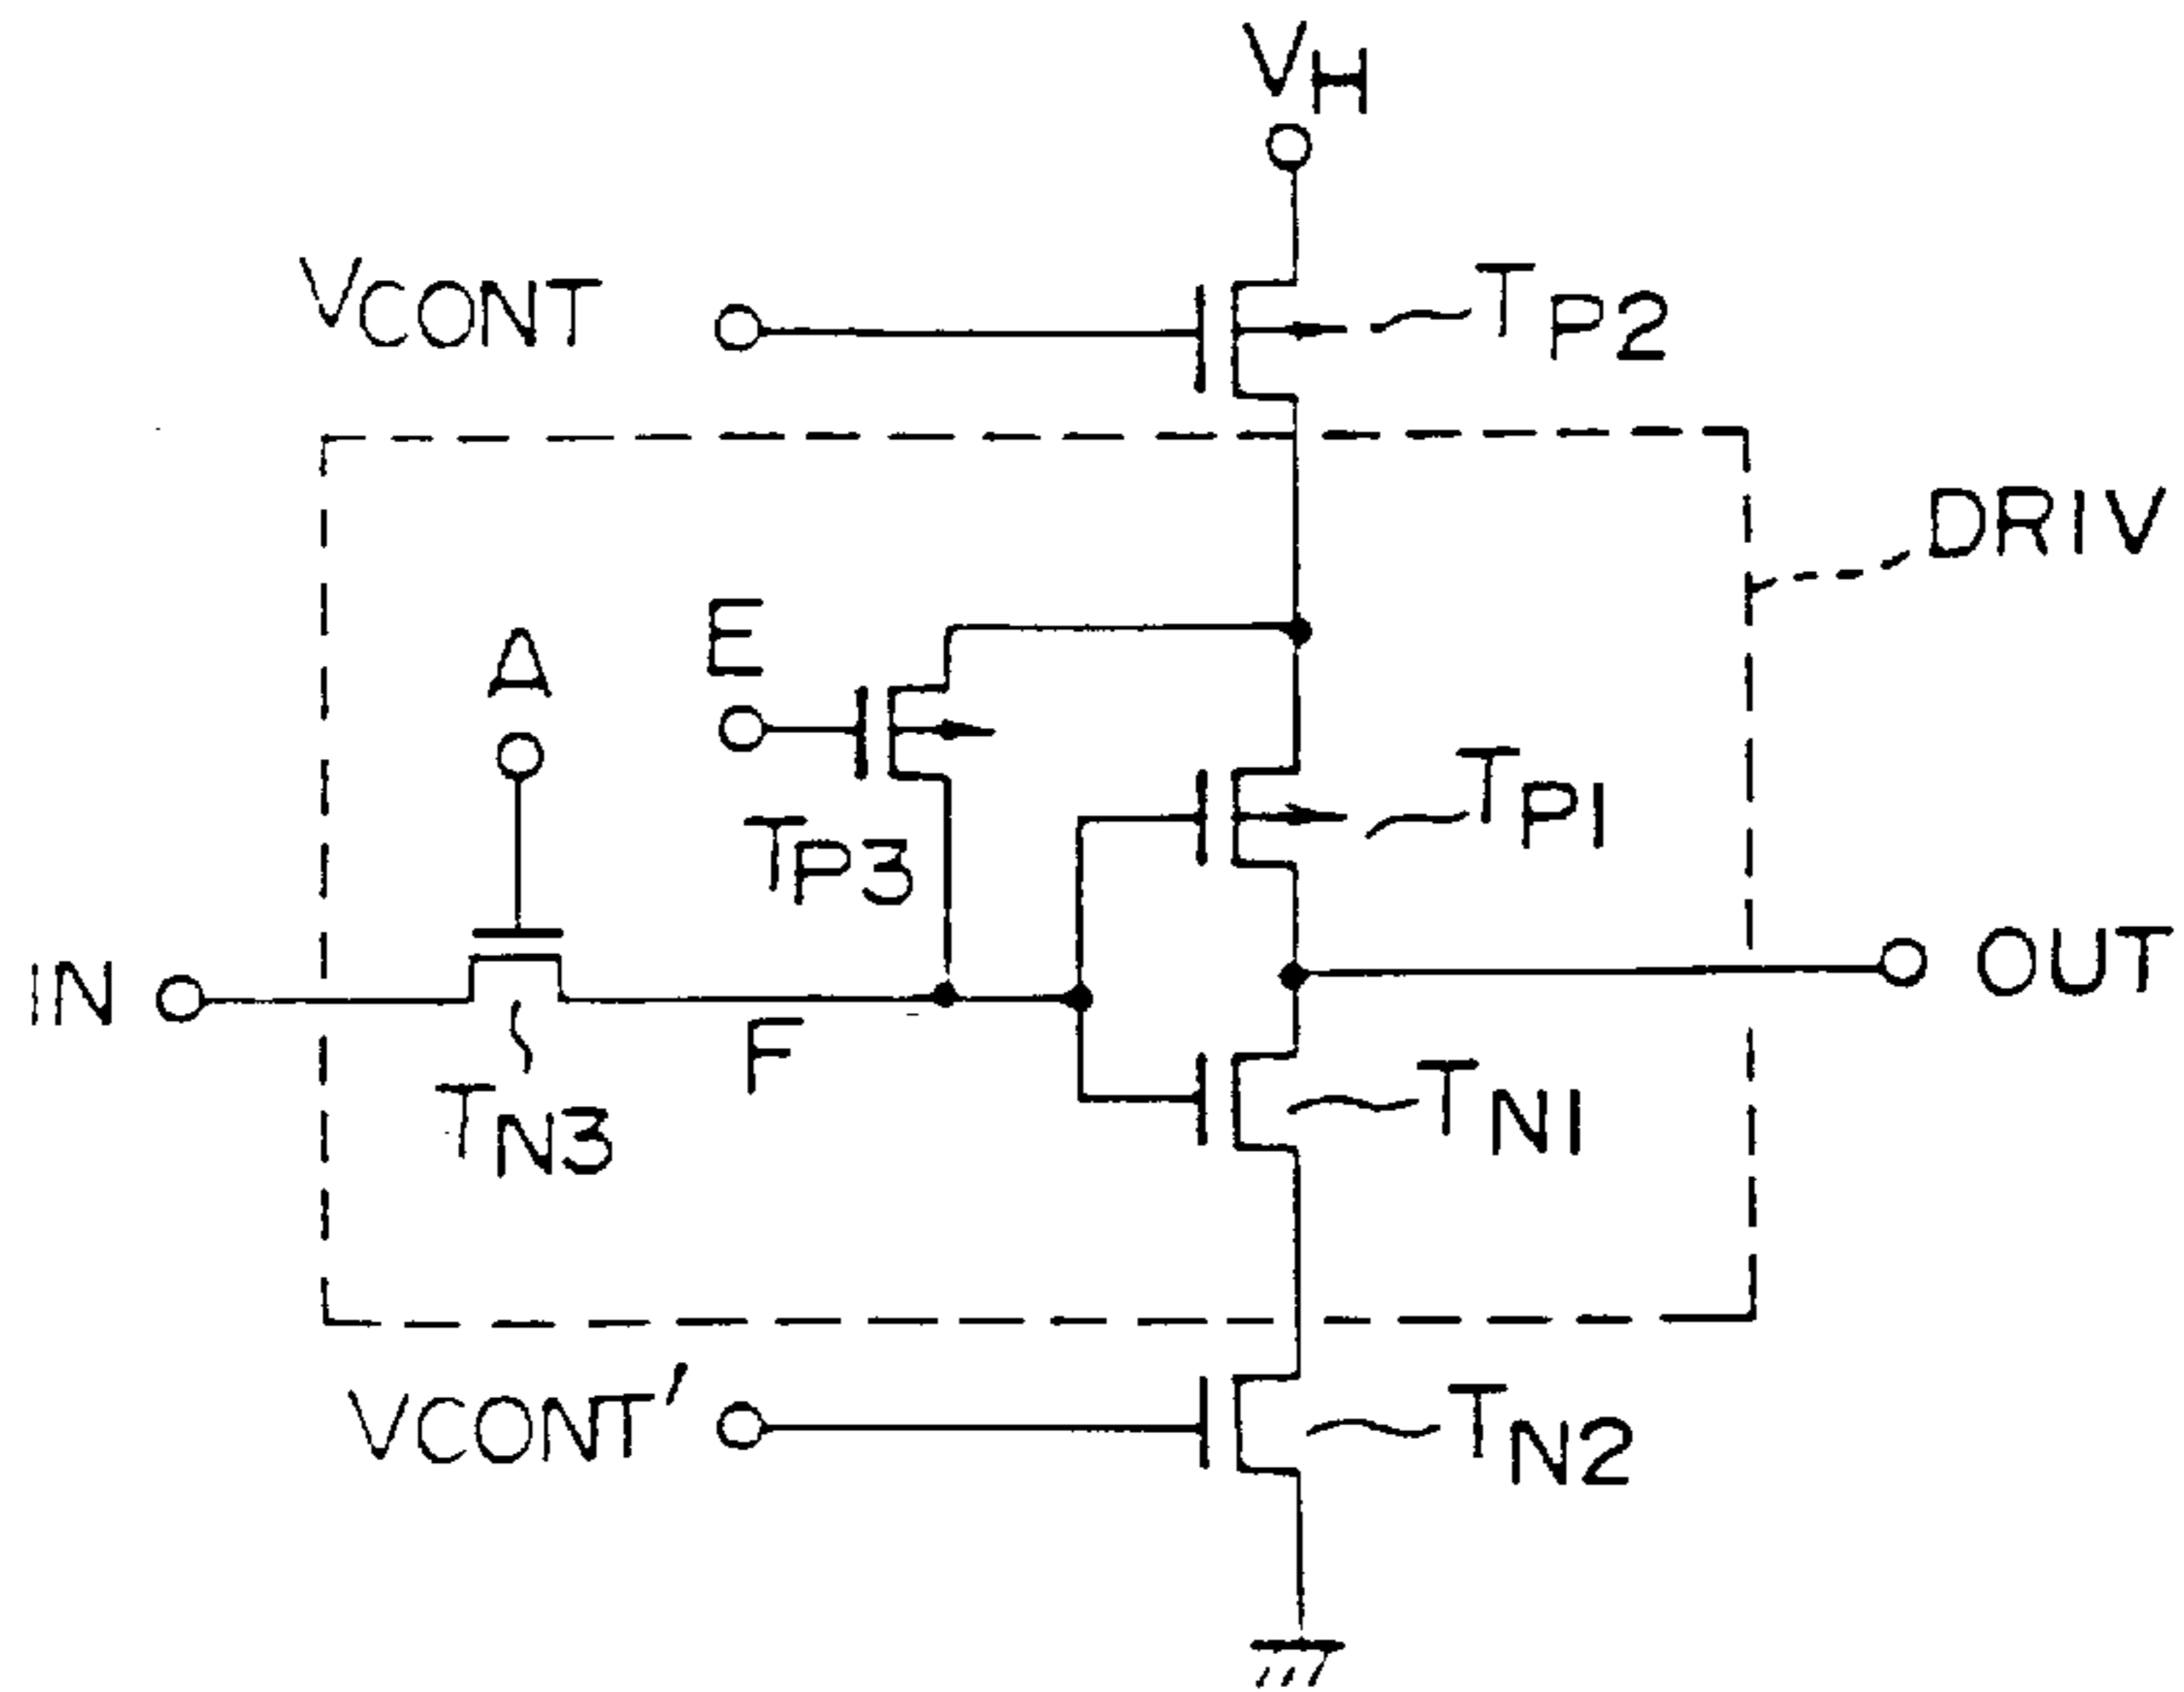 VH
VCONT
TP2
DRIV
E
A
TP1
TP3
IN
OUT
F
TN1
TN3
VCONT'
TN2